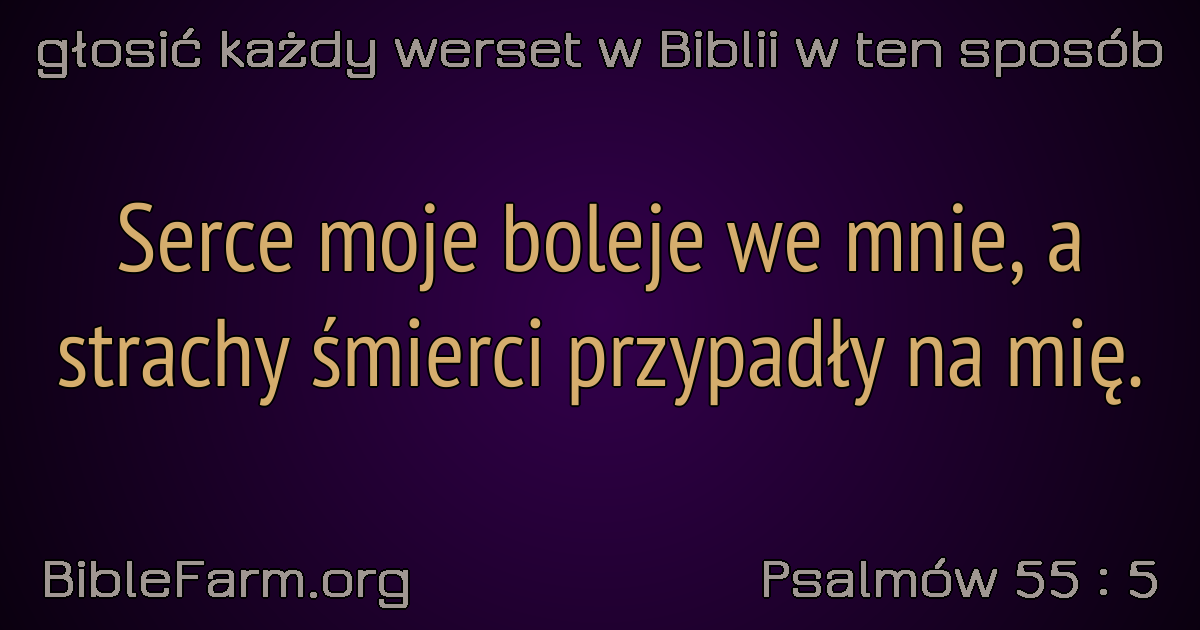 głosić każdy werset w Biblii w ten sposób
Serce moje boleje we mnie, a
strachy śmierci przypadły na mię.
BibleFarm.org
Psalmów 55 : 5